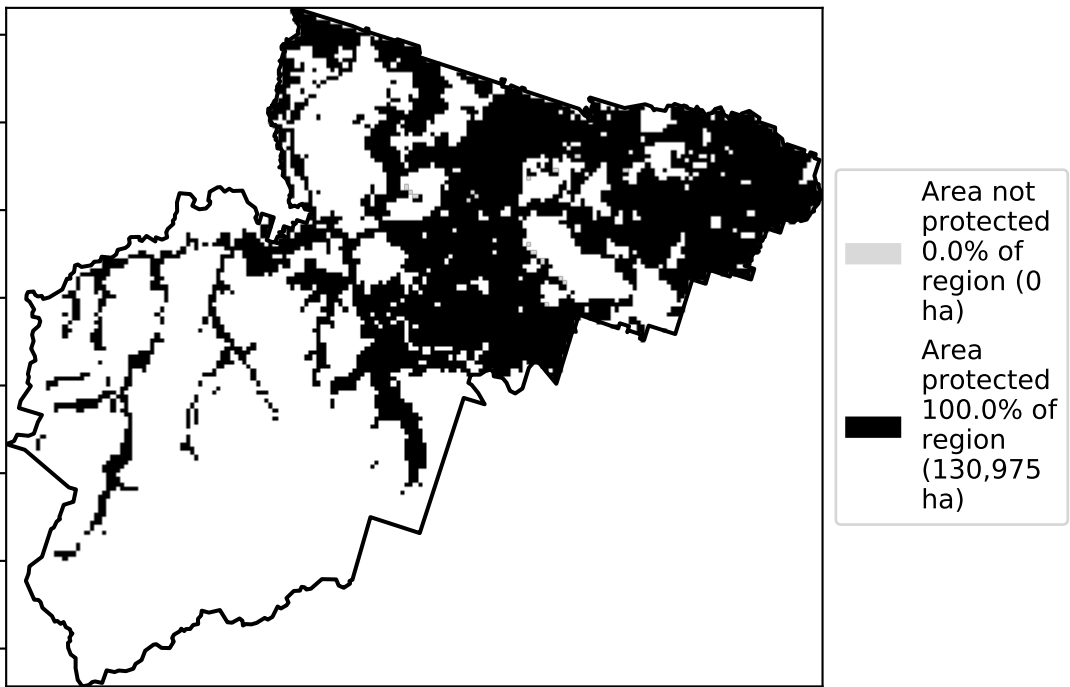 Area not
protected
0.0% of
region (0
ha)
Area
protected
100.0% of
region
(130,975
ha)